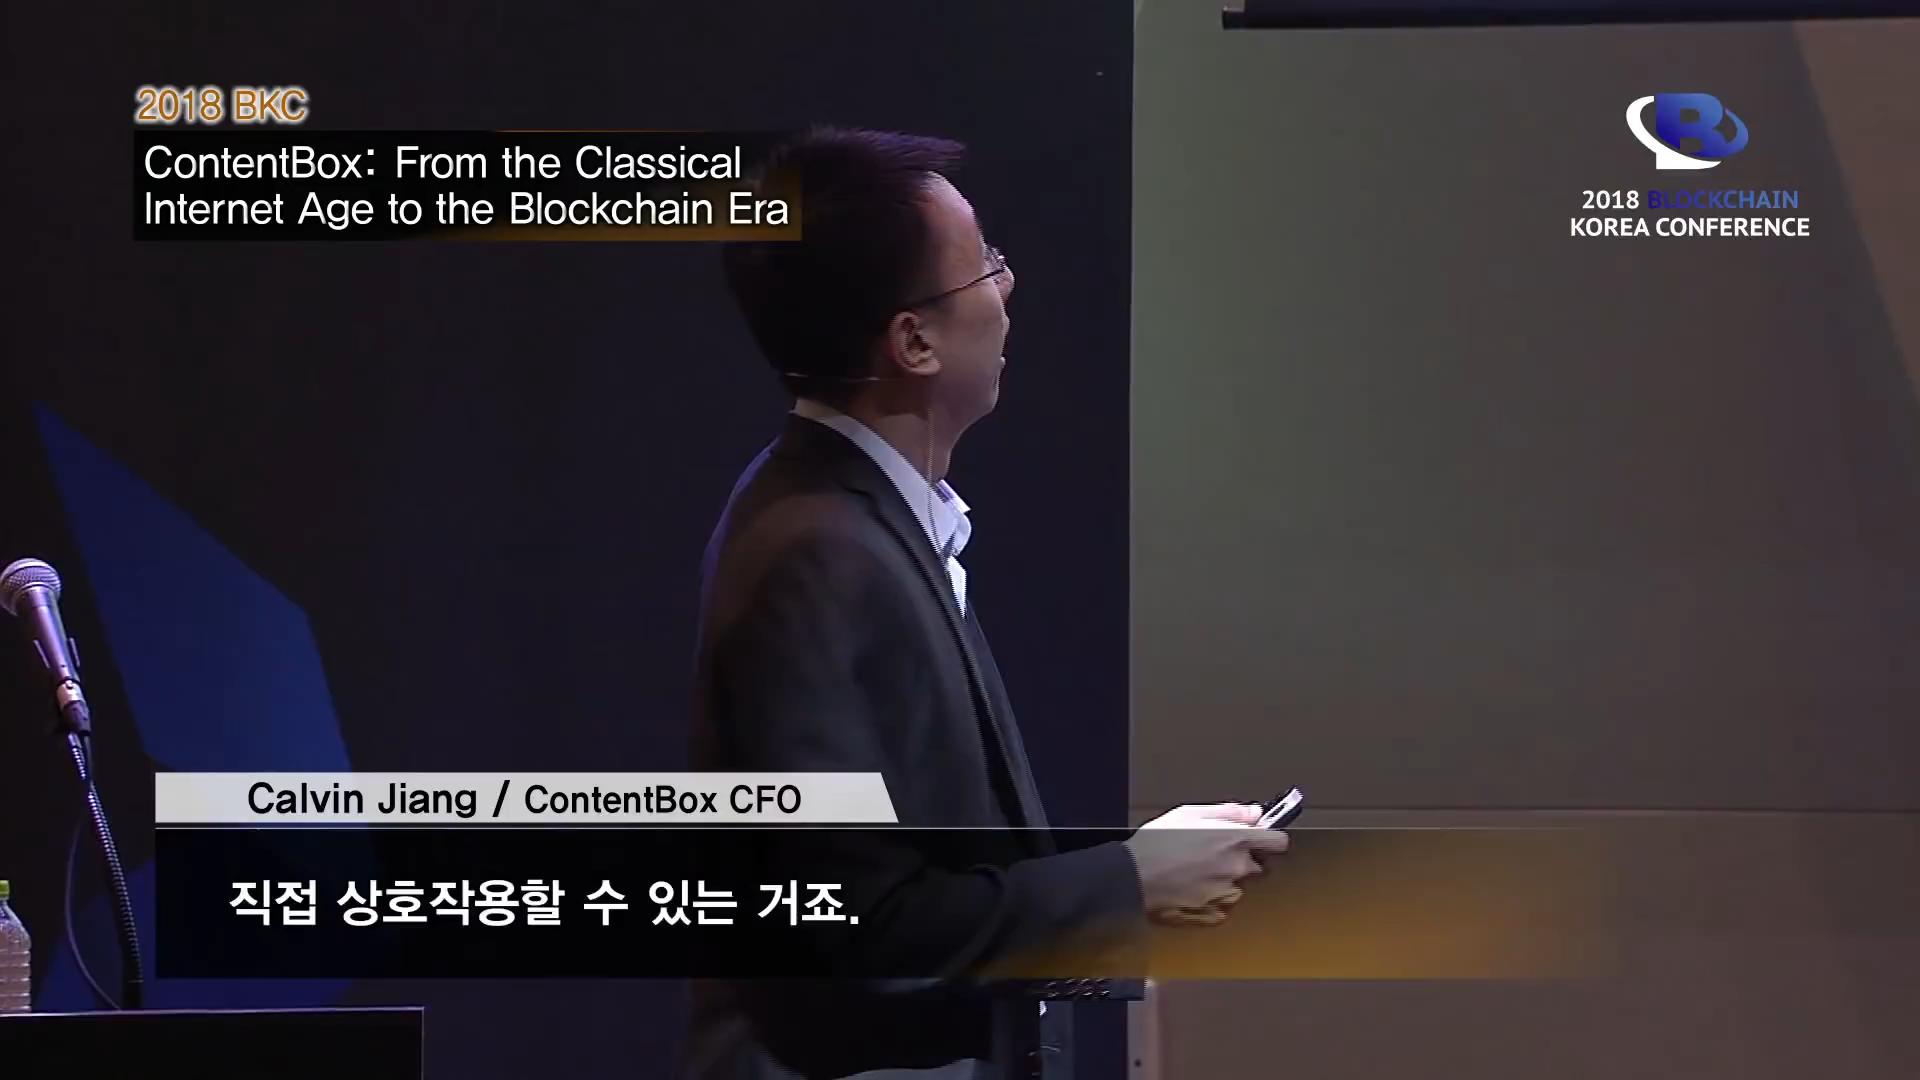 2018 BKC
ContentBox: From the Classical
Internet Age to the Blockchain Era
2018 BLOCKCHAIN
KOREA CONFERENCE
Calvin Jiang / ContentBox CFO
직접 상호작용할 수 있는 거죠.